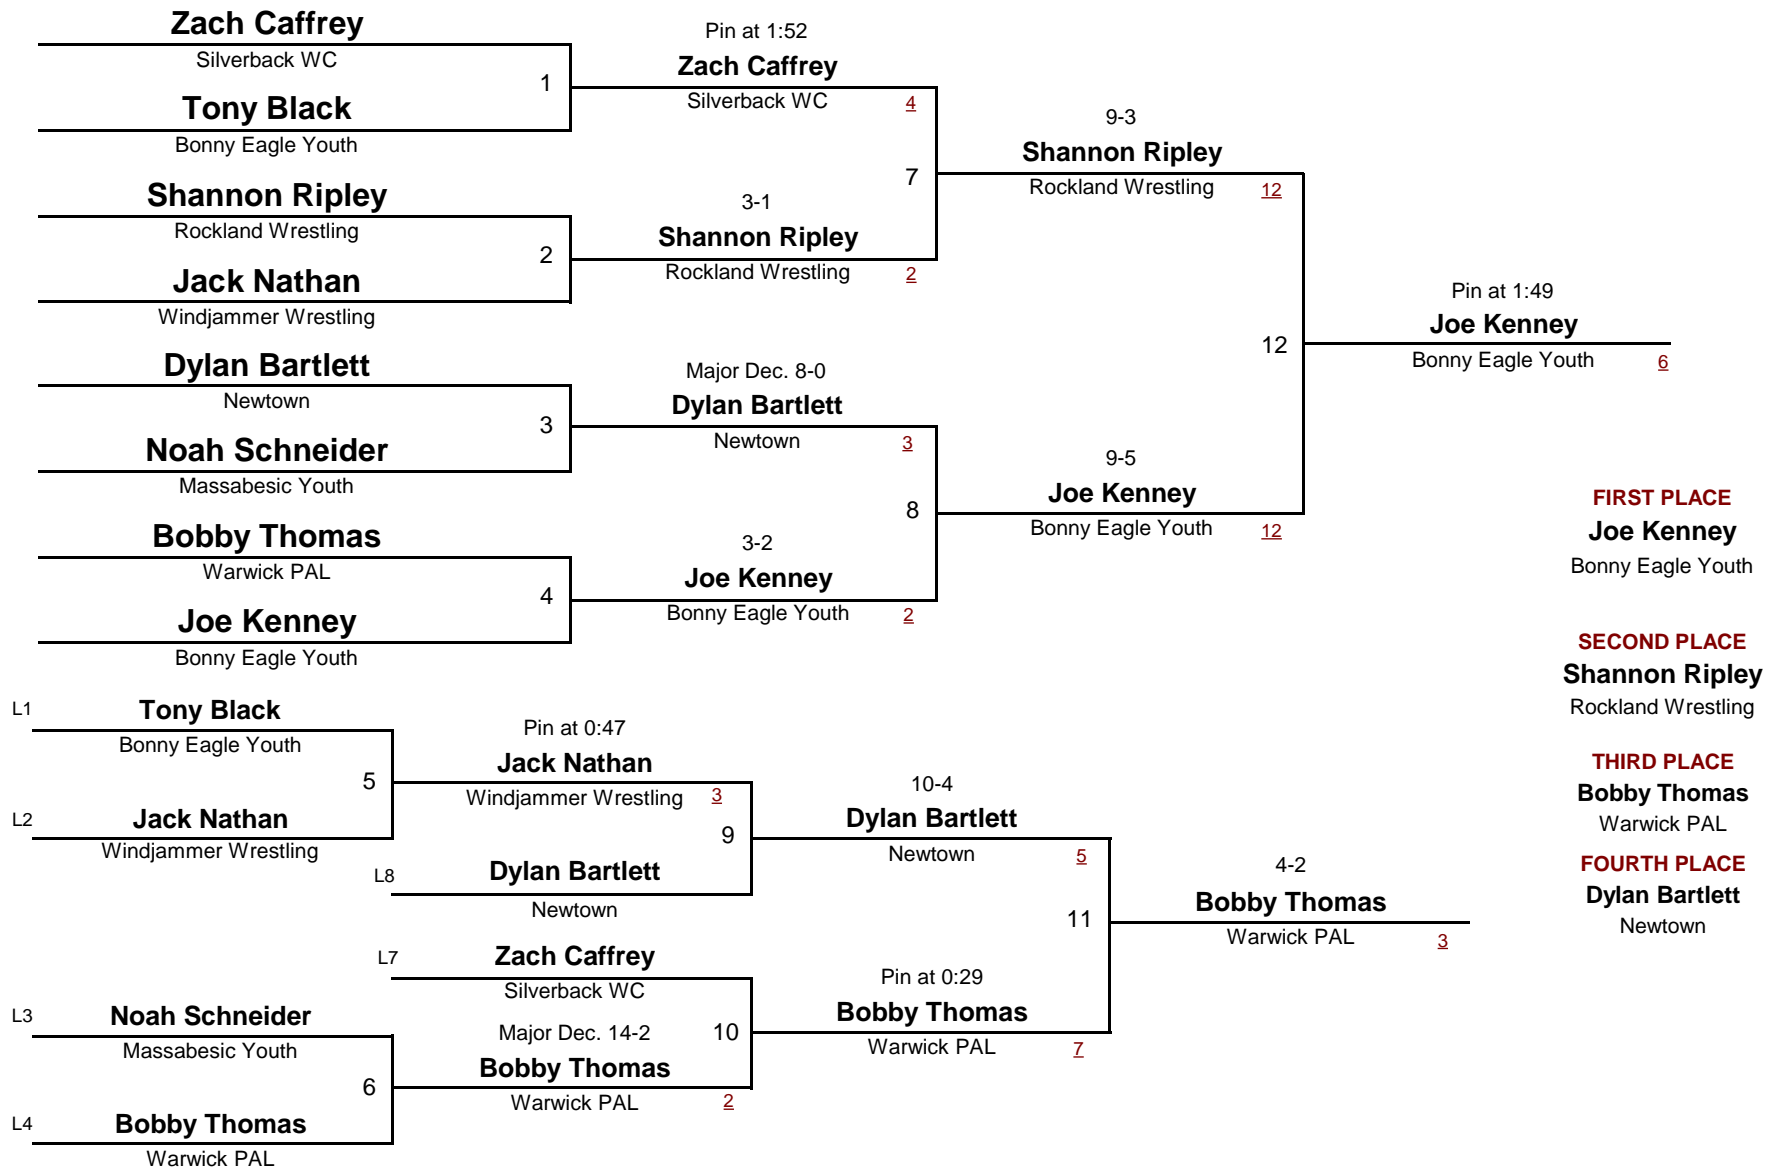 Zach Caffrey
Silverback WC
1
Tony Black
Bonny Eagle Youth
Shannon Ripley
Rockland Wrestling
2
Jack Nathan
Windjammer Wrestling
Dylan Bartlett
Newtown
3
Noah Schneider
Massabesic Youth
Bobby Thomas
Warwick PAL
4
Joe Kenney
Bonny Eagle Youth
Pin at 1:52
Zach Caffrey
Silverback WC 4
7
3-1
Shannon Ripley
Rockland Wrestling 2
Major Dec. 8-0
Dylan Bartlett
Newtown 3
8
3-2
Joe Kenney
Bonny Eagle Youth 2
9-3
Shannon Ripley
Rockland Wrestling 12
12
9-5
Joe Kenney
Bonny Eagle Youth 12
Pin at 1:49
Joe Kenney
Bonny Eagle Youth 6
FIRST PLACE
Joe Kenney
Bonny Eagle Youth
SECOND PLACE
Shannon Ripley
Rockland Wrestling
THIRD PLACE
Bobby Thomas
Warwick PAL
FOURTH PLACE
Dylan Bartlett
Newtown
L1 Tony Black
Bonny Eagle Youth
5
L2 Jack Nathan
Windjammer Wrestling
Pin at 0:47
Jack Nathan
Windjammer Wrestling 3
9
L8 Dylan Bartlett
Newtown
L7 Zach Caffrey
Silverback WC
L3 Noah Schneider
Massabesic Youth
6
L4 Bobby Thomas
Warwick PAL
Major Dec. 14-2 10
Bobby Thomas
Warwick PAL 2
10-4
Dylan Bartlett
Newtown 5
11
Pin at 0:29
Bobby Thomas
Warwick PAL 7
4-2
Bobby Thomas
Warwick PAL 3